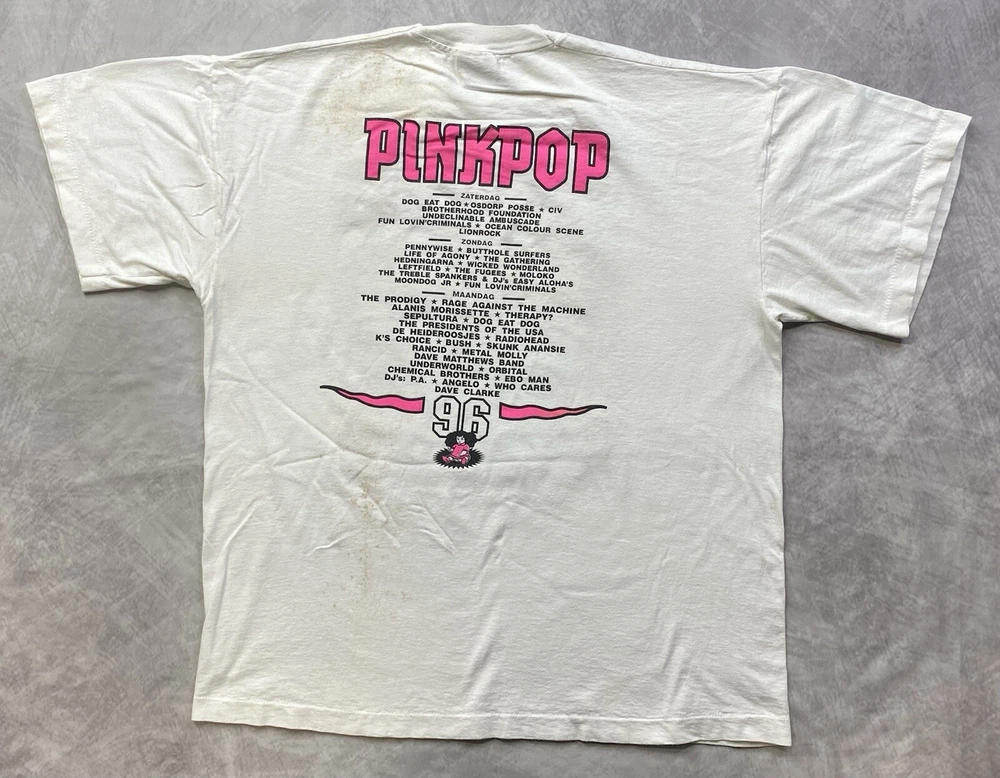 PINKPOP
ZATERDAG
DOG EAT DOG ★ OSDORP POSSE ★ CIV
BROTHERHOOD FOUNDATION
UNDECLINABLE AMBUSCADE
FUN LOVIN'CRIMINALS ★ OCEAN COLOUR SCENE
LIONROCK
ZONDAG
PENNYWISE ★ BUTTHOLE SURFERS
LIFE OF AGONY ★ THE GATHERING
HEDNINGARNA ★ WICKED WONDERLAND
LEFTFIELD ★ THE FUGEES ★ MOLOKO
THE TREBLE SPANKERS & DJ's EASY ALOHA'S
MOONDOG JR ★ FUN LOVIN'CRIMINALS
MAANDAG
THE PRODIGY ★ RAGE AGAINST THE MACHINE
ALANIS MORISSETTE ★ THERAPY?
SEPULTURA ★ DOG EAT DOG
THE PRESIDENTS OF THE USA
DE HEIDEROOSJES ★ RADIOHEAD
K'S CHOICE ★ BUSH ★ SKUNK ANANSIE
RANCID ★ METAL MOLLY
DAVE MATTHEWS BAND
UNDERWORLD ★ ORBITAL
CHEMICAL BROTHERS ★ EBO MAN
DJ's: P.A. ★ ANGELO ★ WHO CARES
DAVE CLARKE
96